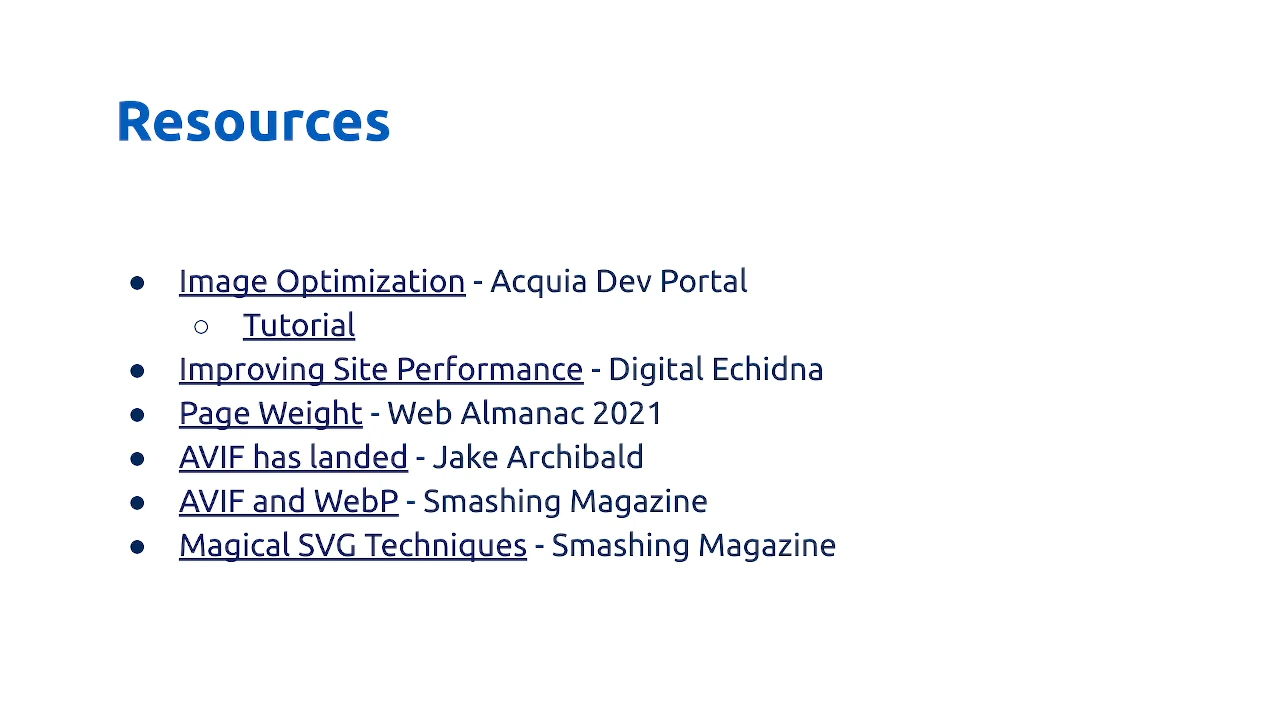 Resources
● Image Optimization - Acquia Dev Portal
○ Tutorial
● Improving Site Performance - Digital Echidna
● Page Weight - Web Almanac 2021
● AVIF has landed - Jake Archibald
● AVIF and WebP - Smashing Magazine
● Magical SVG Techniques - Smashing Magazine